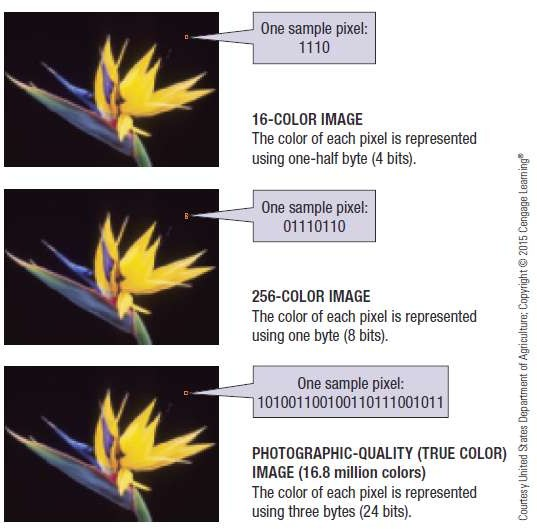 One sample pixel:
1110
16-COLOR IMAGE
The color of each pixel is represented
using one-half byte (4 bits).
One sample pixel:
01110110
256-COLOR IMAGE
The color of each pixel is represented
using one byte (8 bits).
One sample pixel:
101001100100110111001011
PHOTOGRAPHIC-QUALITY (TRUE COLOR)
IMAGE (16.8 million colors)
The color of each pixel is represented
using three bytes (24 bits).
Courtesy United States Department of Agriculture; Copyright © 2015 Cengage Learning®